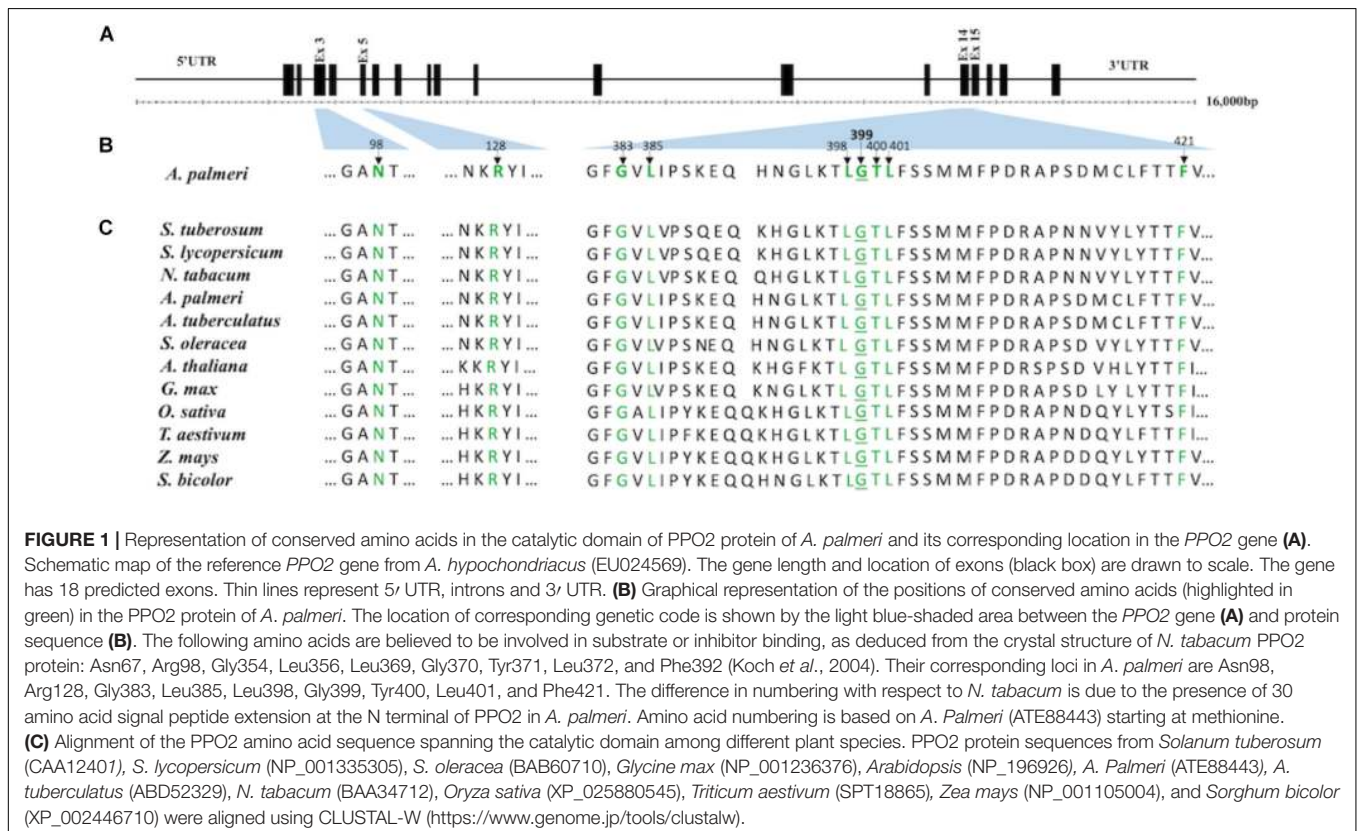 A
5'UTR
Ex 3
Ex 5
Ex 14
Ex 15
3'UTR
16,000bp
B
98
128
383
385
398
399
400
401
421
A. palmeri ...GANT... ...NKRYI... GFGVLIPSKEQ HNGLKTLGTLFSSMMFPDRAPSDMCLFTTFV...
C
S. tuberosum ...GANT... ...NKRYI... GFGVLVPSQEQ KHGLKTLGTLFSSMMFPDRAPNNVYLYTTFV...
S. lycopersicum ...GANT... ...NKRYI... GFGVLVPSQEQ KHGLKTLGTLFSSMMFPDRAPNNVYLYTTFV...
N. tabacum ...GANT... ...NKRYI... GFGVLVPSKEQ QHGLKTLGTLFSSMMFPDRAPNNVYLYTTFV...
A. palmeri ...GANT... ...NKRYI... GFGVLIPSKEQ HNGLKTLGTLFSSMMFPDRAPSDMCLFTTFV...
A. tuberculatus ...GANT... ...NKRYI... GFGVLIPSKEQ HNGLKTLGTLFSSMMFPDRAPSDMCLFTTFV...
S. oleracea ...GANT... ...NKRYI... GFGVLVPSNEQ HNGLKTLGTLFSSMMFPDRAPSD VYLYTTFV...
A. thaliana ...GANT... ...KKRYI... GFGVLIPSKEQ KHGFKTLGTLFSSMMFPDRSPSD VHLYTTFI...
G. max ...GANT... ...HKRYI... GFGVLVPSKEQ KNGLKTLGTLFSSMMFPDRAPSD LYLYTTFI...
O. sativa ...GANT... ...HKRYI... GFGALIPYKEQQKHGLKTLGTLFSSMMFPDRAPNDQYLYTSFI...
T. aestivum ...GANT... ...HKRYI... GFGVLIPFKEQQKHGLKTLGTLFSSMMFPDRAPNDQYLFTTFI...
Z. mays ...GANT... ...HKRYI... GFGVLIPYKEQQKHGLKTLGTLFSSMMFPDRAPDDQYLYTTFV...
S. bicolor ...GANT... ...HKRYI... GFGVLIPYKEQQHNGLKTLGTLFSSMMFPDRAPDDQYLFTTFV...
FIGURE 1 | Representation of conserved amino acids in the catalytic domain of PPO2 protein of A. palmeri and its corresponding location in the PPO2 gene (A).
Schematic map of the reference PPO2 gene from A. hypochondriacus (EU024569). The gene length and location of exons (black box) are drawn to scale. The gene
has 18 predicted exons. Thin lines represent 5′ UTR, introns and 3′ UTR. (B) Graphical representation of the positions of conserved amino acids (highlighted in
green) in the PPO2 protein of A. palmeri. The location of corresponding genetic code is shown by the light blue-shaded area between the PPO2 gene (A) and protein
sequence (B). The following amino acids are believed to be involved in substrate or inhibitor binding, as deduced from the crystal structure of N. tabacum PPO2
protein: Asn67, Arg98, Gly354, Leu356, Leu369, Gly370, Tyr371, Leu372, and Phe392 (Koch et al., 2004). Their corresponding loci in A. palmeri are Asn98,
Arg128, Gly383, Leu385, Leu398, Gly399, Tyr400, Leu401, and Phe421. The difference in numbering with respect to N. tabacum is due to the presence of 30
amino acid signal peptide extension at the N terminal of PPO2 in A. palmeri. Amino acid numbering is based on A. Palmeri (ATE88443) starting at methionine.
(C) Alignment of the PPO2 amino acid sequence spanning the catalytic domain among different plant species. PPO2 protein sequences from Solanum tuberosum
(CAA12401), S. lycopersicum (NP_001335305), S. oleracea (BAB60710), Glycine max (NP_001236376), Arabidopsis (NP_196926), A. Palmeri (ATE88443), A.
tuberculatus (ABD52329), N. tabacum (BAA34712), Oryza sativa (XP_025880545), Triticum aestivum (SPT18865), Zea mays (NP_001105004), and Sorghum bicolor
(XP_002446710) were aligned using CLUSTAL-W (https://www.genome.jp/tools/clustalw).